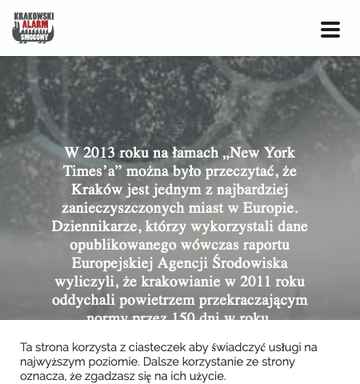 KRAKOWSKI
ALARM
SMOGOWY
W 2013 roku na łamach „New York
Times’a” można było przeczytać, że
Kraków jest jednym z najbardziej
zanieczyszczonych miast w Europie.
Dziennikarze, którzy wykorzystali dane
opublikowanego wówczas raportu
Europejskiej Agencji Środowiska
wyliczyli, że krakowianie w 2011 roku
oddychali powietrzem przekraczającym
normy przez 150 dni w roku.
Ta strona korzysta z ciasteczek aby świadczyć usługi na
najwyższym poziomie. Dalsze korzystanie ze strony
oznacza, że zgadzasz się na ich użycie.